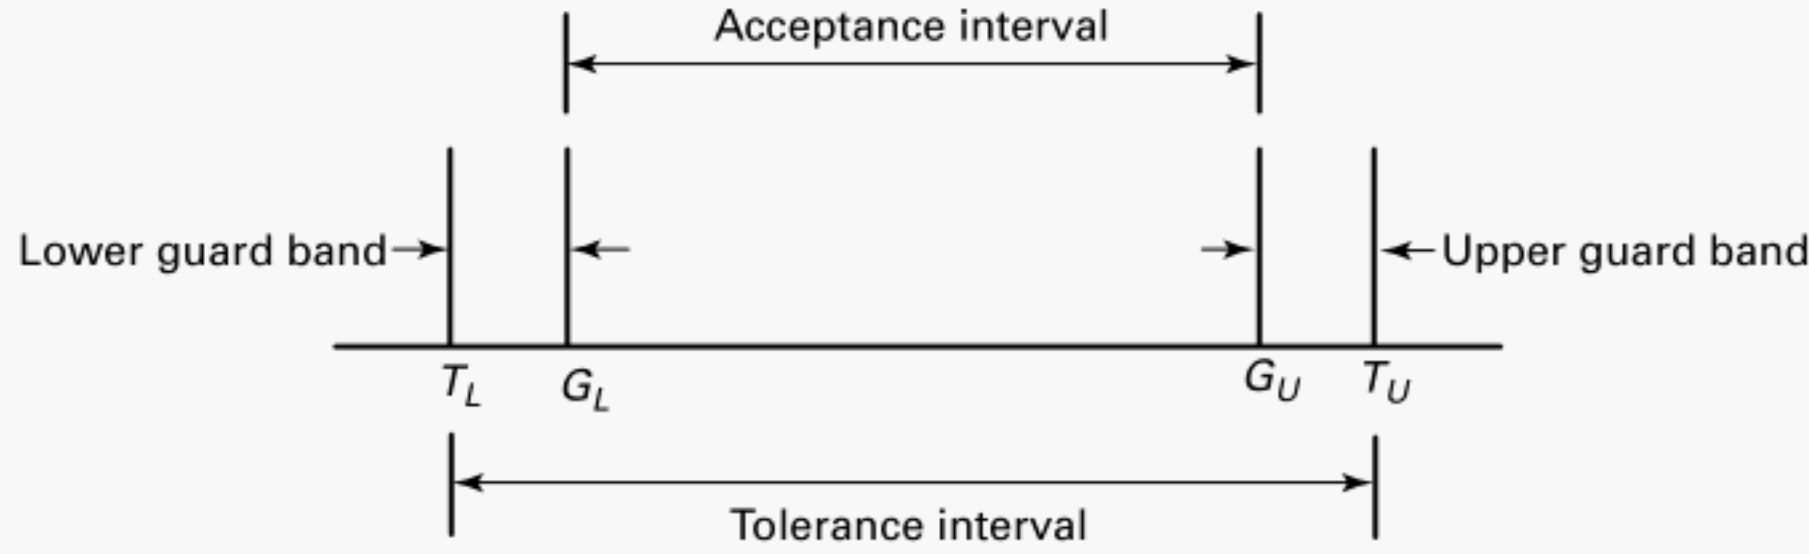 Acceptance interval
Lower guard band
Upper guard band
T_L G_L G_U T_U
Tolerance interval